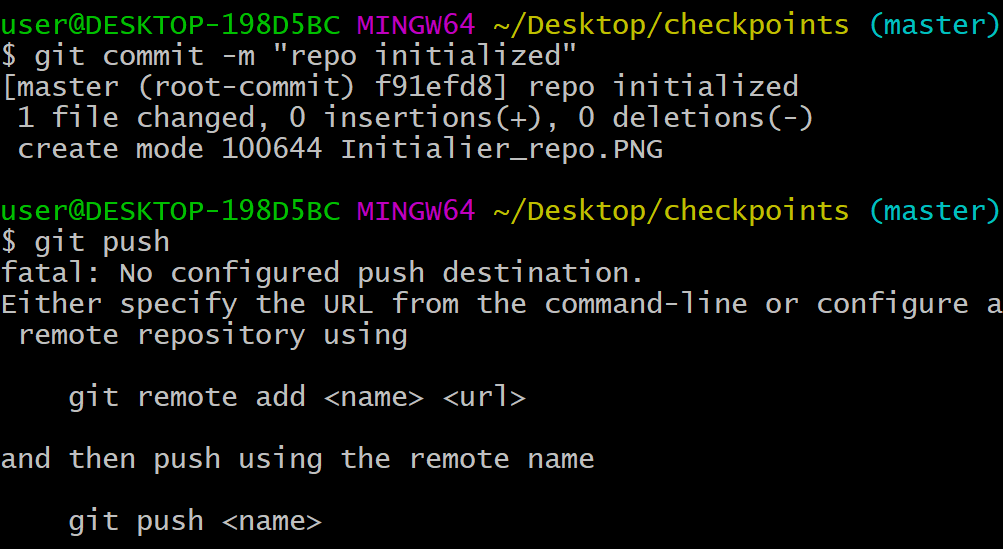 user@DESKTOP-198D5BC MINGW64 ~/Desktop/checkpoints (master)
$ git commit -m "repo initialized"
[master (root-commit) f91efd8] repo initialized
 1 file changed, 0 insertions(+), 0 deletions(-)
 create mode 100644 Initialier_repo.PNG

user@DESKTOP-198D5BC MINGW64 ~/Desktop/checkpoints (master)
$ git push
fatal: No configured push destination.
Either specify the URL from the command-line or configure a
 remote repository using

    git remote add <name> <url>

and then push using the remote name

    git push <name>